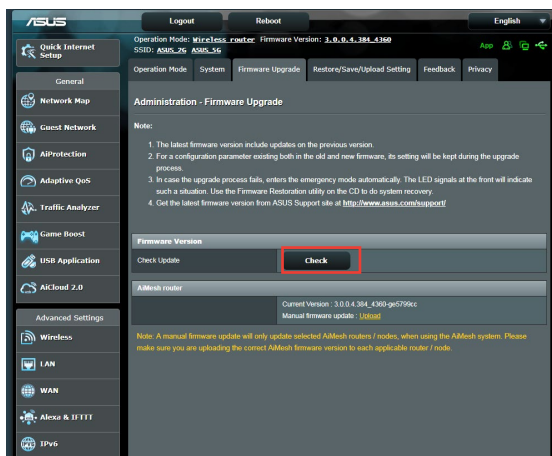 ASUS
Logout
Reboot
English
Quick Internet
Setup
Operation Mode: Wireless router Firmware Version: 3.0.0.4.384_4360
SSID: ASUS_2G ASUS_5G
App
Operation Mode
System
Firmware Upgrade
Restore/Save/Upload Setting
Feedback
Privacy
General
Network Map
Guest Network
AiProtection
Adaptive QoS
Traffic Analyzer
Game Boost
USB Application
AiCloud 2.0
Advanced Settings
Wireless
LAN
WAN
Alexa & IFTTT
IPv6
Administration - Firmware Upgrade
Note:
1. The latest firmware version include updates on the previous version.
2. For a configuration parameter existing both in the old and new firmware, its setting will be kept during the upgrade
process.
3. In case the upgrade process fails, enters the emergency mode automatically. The LED signals at the front will indicate
such a situation. Use the Firmware Restoration utility on the CD to do system recovery.
4. Get the latest firmware version from ASUS Support site at http://www.asus.com/support/
Firmware Version
Check Update
Check
AiMesh router
Current Version : 3.0.0.4.384_4360-ge5799cc
Manual firmware update : Upload
Note: A manual firmware update will only update selected AiMesh routers / nodes, when using the AiMesh system. Please
make sure you are uploading the correct AiMesh firmware version to each applicable router / node.